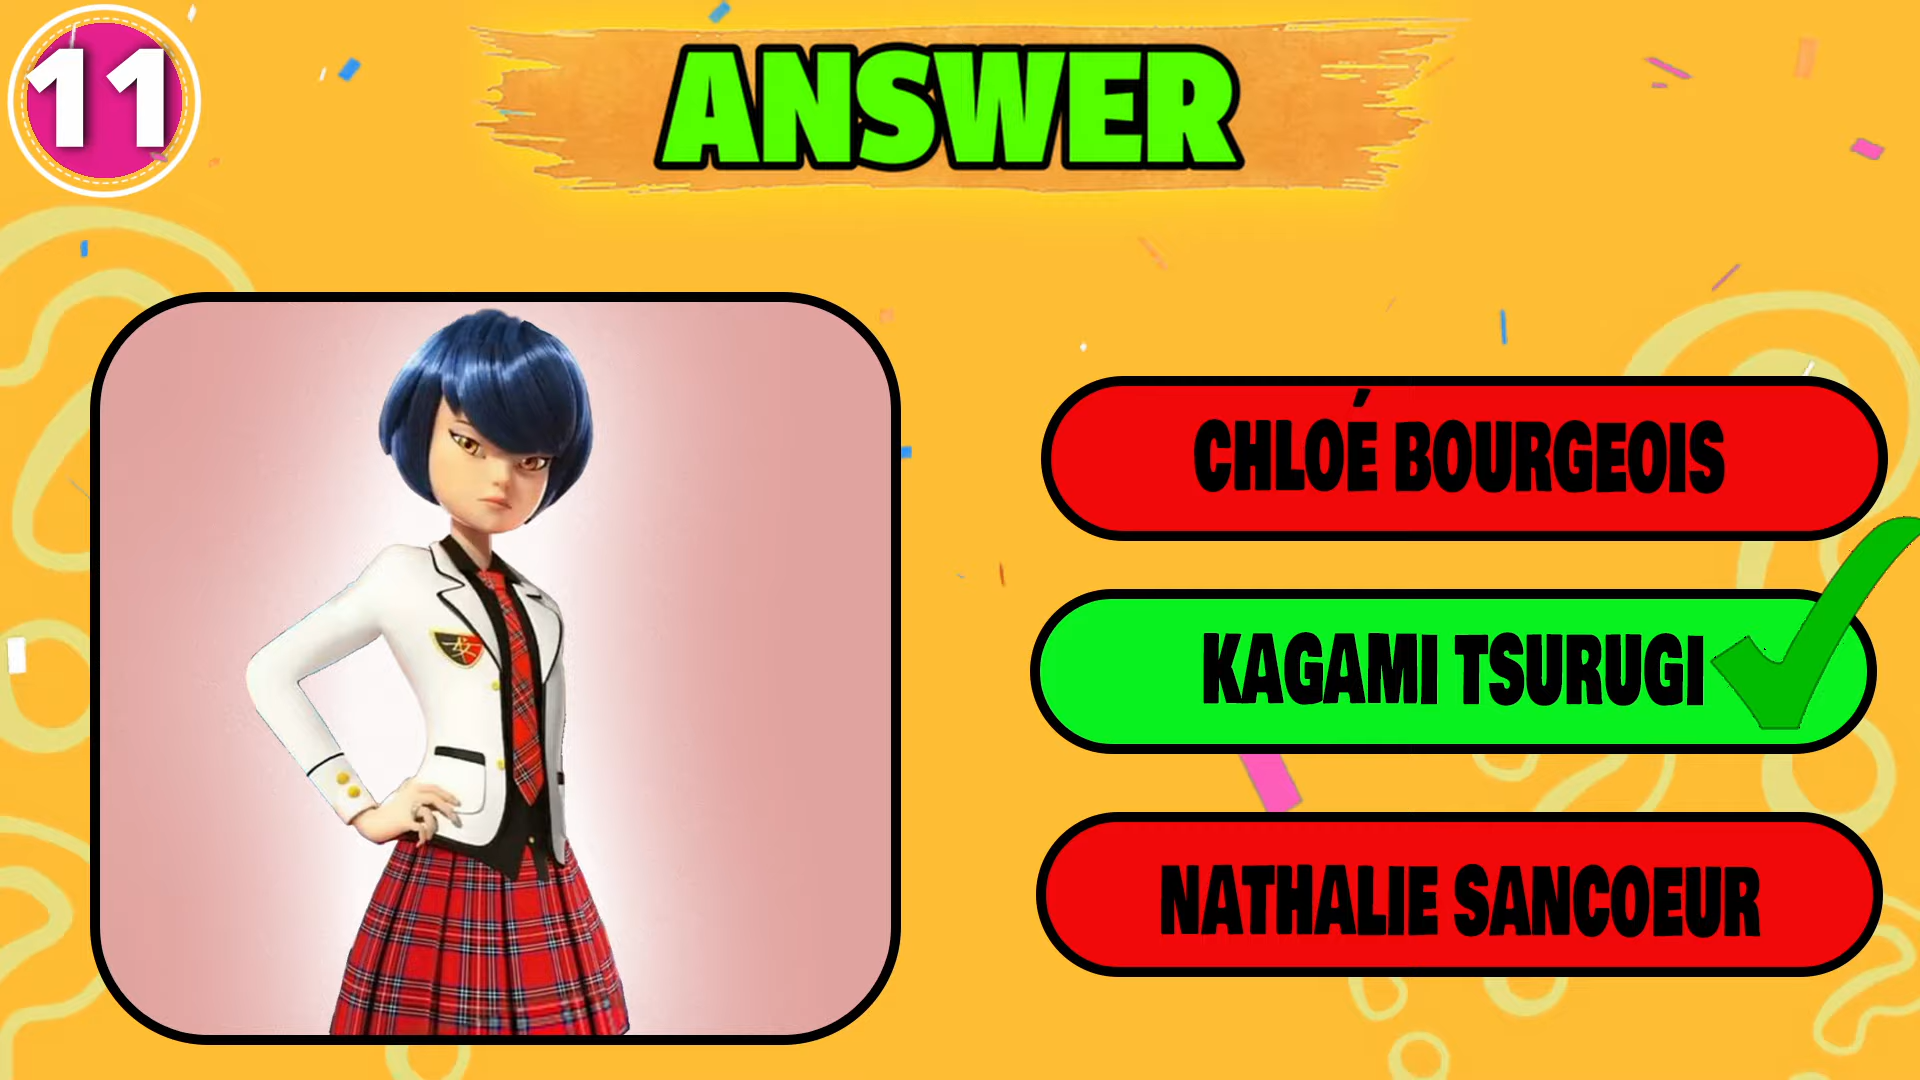 11
ANSWER
CHLOÉ BOURGEOIS
KAGAMI TSURUGI
NATHALIE SANCOEUR